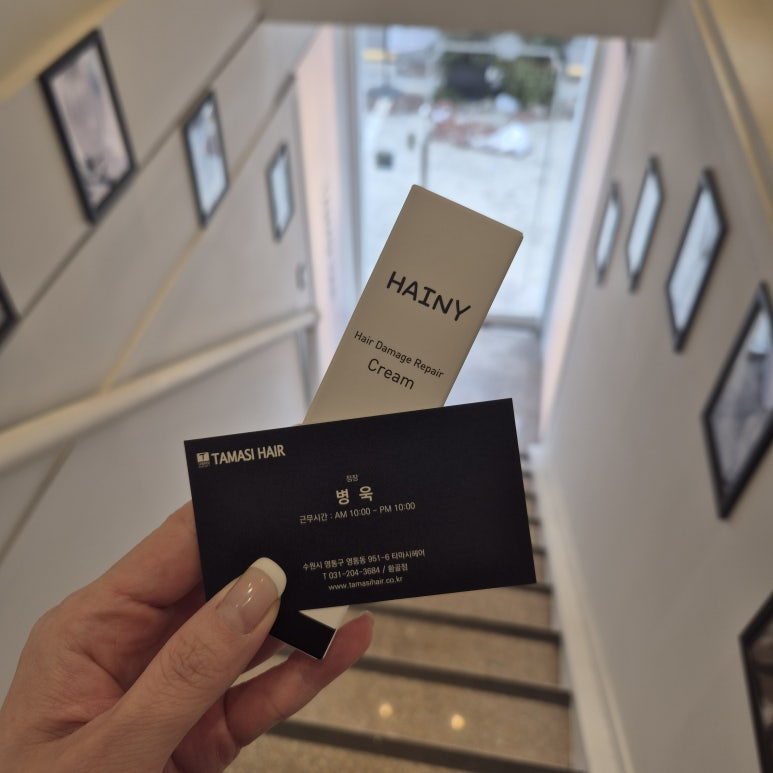 HAINY
Hair Damage Repair
Cream
TAMASI HAIR
점장
병 욱
근무시간 : AM 10:00 - PM 10:00
수원시 영통구 영통동 951-6 타마시헤어
T 031-204-3684 / 황골점
www.tamasihair.co.kr